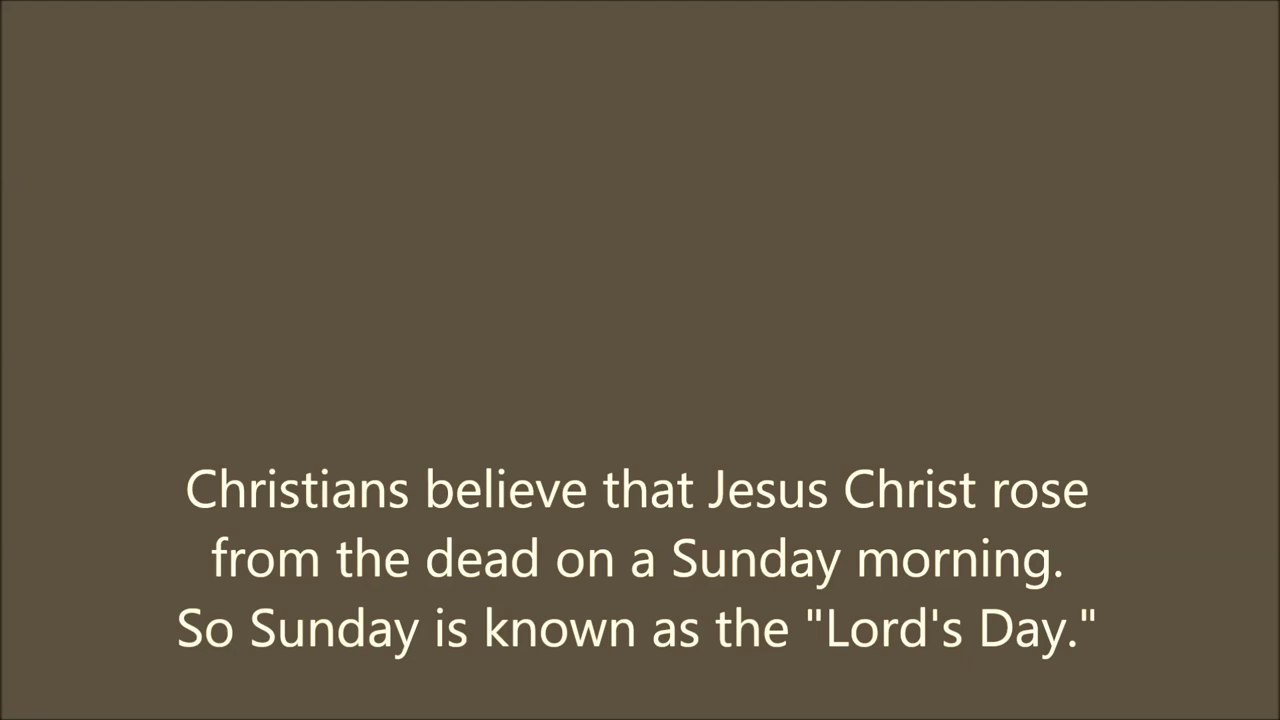 Christians believe that Jesus Christ rose
from the dead on a Sunday morning.
So Sunday is known as the "Lord's Day."